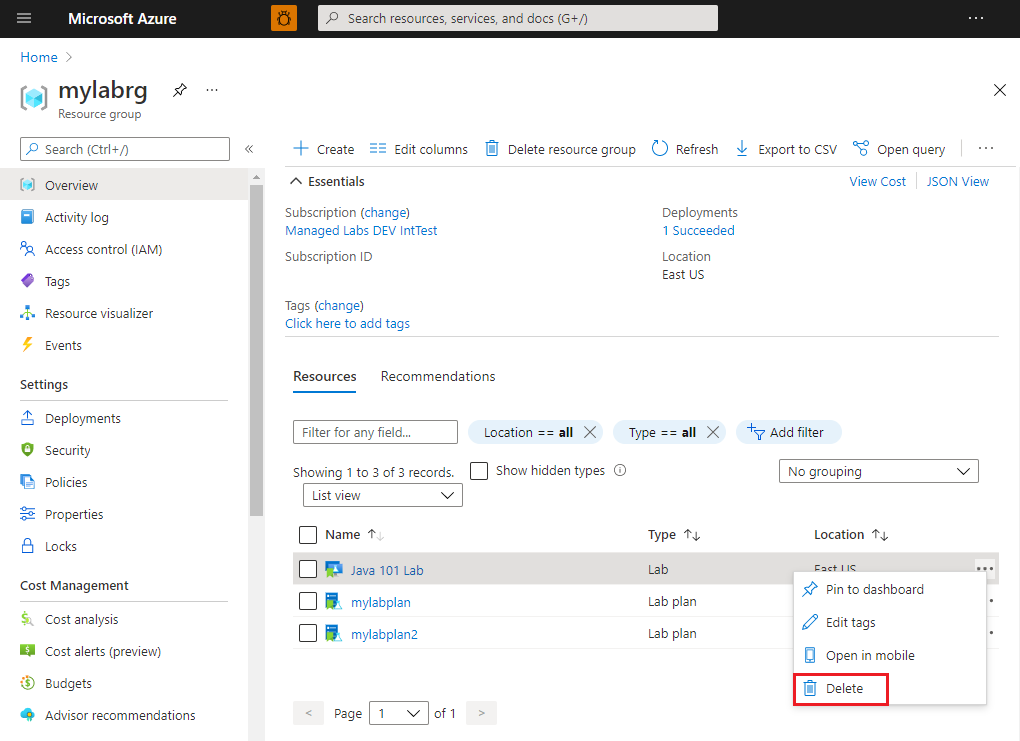 Microsoft Azure
Search resources, services, and docs (G+/)
Home
mylabrg
Resource group
Search (Ctrl+/)
Overview
Activity log
Access control (IAM)
Tags
Resource visualizer
Events
Settings
Deployments
Security
Policies
Properties
Locks
Cost Management
Cost analysis
Cost alerts (preview)
Budgets
Advisor recommendations
Create Edit columns Delete resource group Refresh Export to CSV Open query
Essentials View Cost JSON View
Subscription (change) Deployments
Managed Labs DEV IntTest 1 Succeeded
Subscription ID Location
East US
Tags (change)
Click here to add tags
Resources Recommendations
Filter for any field... Location == all Type == all Add filter
Showing 1 to 3 of 3 records. Show hidden types No grouping
List view
Name Type Location
Java 101 Lab Lab East US
mylabplan Lab plan
mylabplan2 Lab plan
Pin to dashboard
Edit tags
Open in mobile
Delete
< Page 1 of 1 >